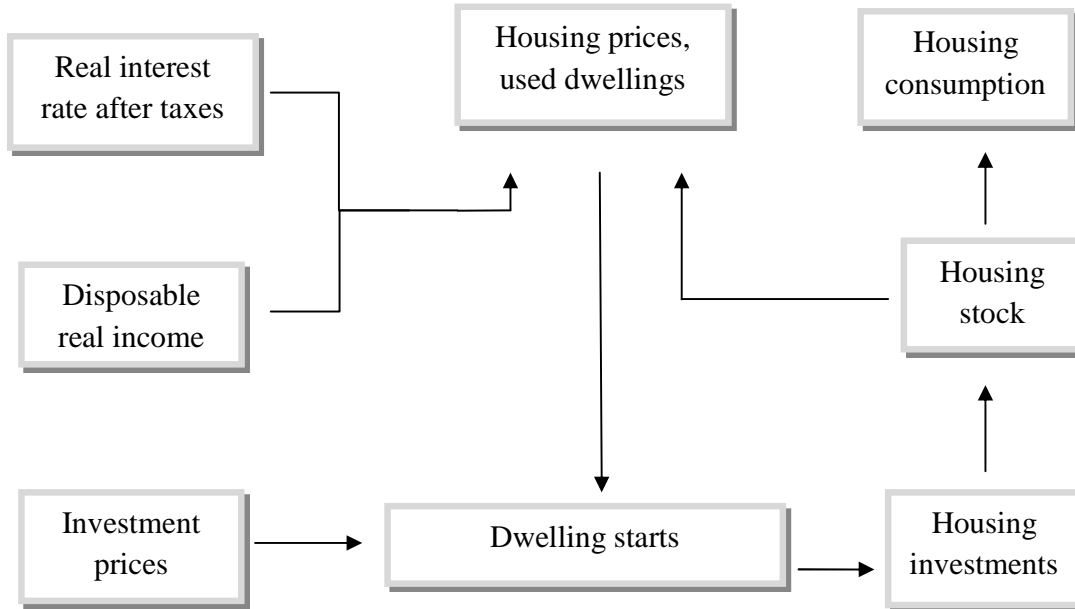 Real interest
rate after taxes
Housing prices,
used dwellings
Housing
consumption
Disposable
real income
Housing
stock
Investment
prices
Dwelling starts
Housing
investments